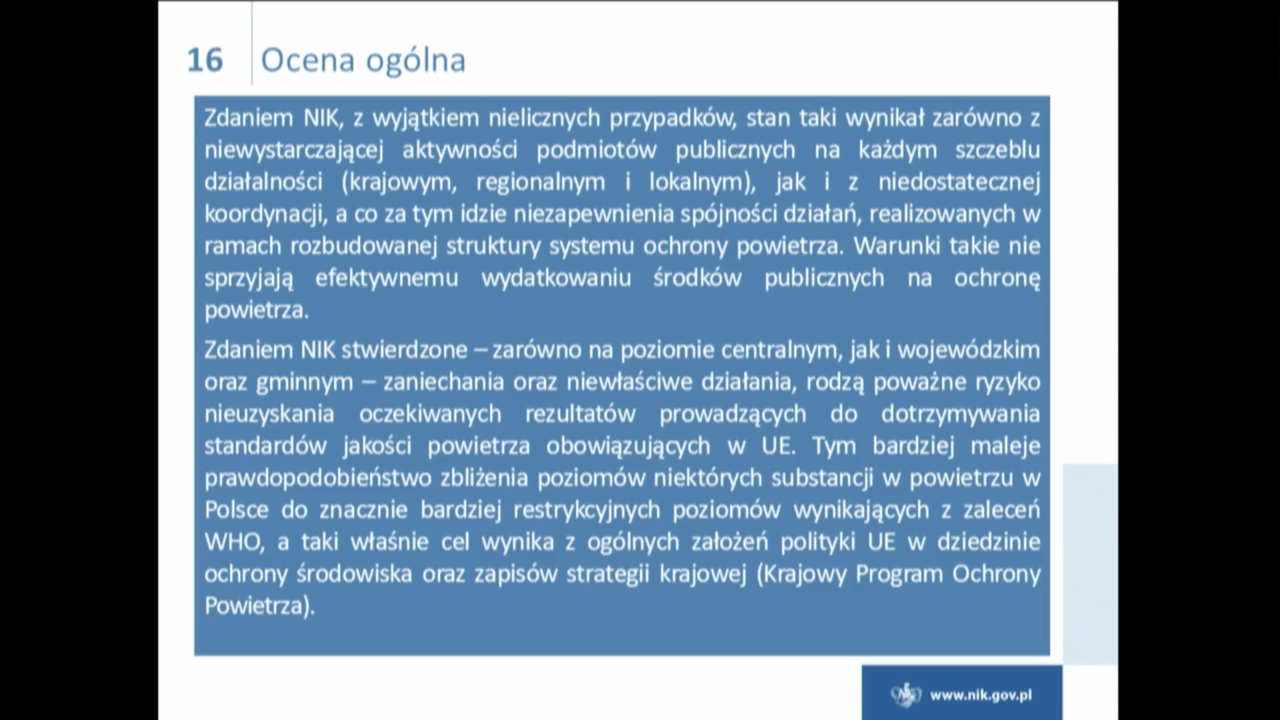 16
Ocena ogólna
Zdaniem NIK, z wyjątkiem nielicznych przypadków, stan taki wynikał zarówno z
niewystarczającej aktywności podmiotów publicznych na każdym szczeblu
działalności (krajowym, regionalnym i lokalnym), jak i z niedostatecznej
koordynacji, a co za tym idzie niezapewnienia spójności działań, realizowanych w
ramach rozbudowanej struktury systemu ochrony powietrza. Warunki takie nie
sprzyjają efektywnemu wydatkowaniu środków publicznych na ochronę
powietrza.
Zdaniem NIK stwierdzone – zarówno na poziomie centralnym, jak i wojewódzkim
oraz gminnym – zaniechania oraz niewłaściwe działania, rodzą poważne ryzyko
nieuzyskania oczekiwanych rezultatów prowadzących do dotrzymywania
standardów jakości powietrza obowiązujących w UE. Tym bardziej maleje
prawdopodobieństwo zbliżenia poziomów niektórych substancji w powietrzu w
Polsce do znacznie bardziej restrykcyjnych poziomów wynikających z zaleceń
WHO, a taki właśnie cel wynika z ogólnych założeń polityki UE w dziedzinie
ochrony środowiska oraz zapisów strategii krajowej (Krajowy Program Ochrony
Powietrza).
www.nik.gov.pl